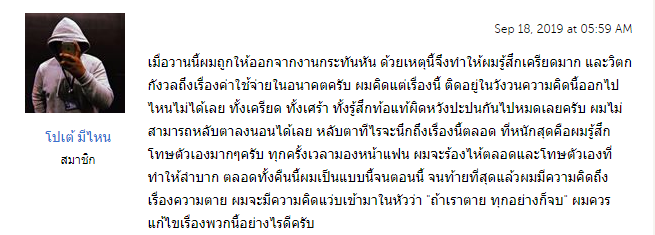 Sep 18, 2019 at 05:59 AM
เมื่อวานนี้ผมถูกให้ออกจากงานกระทันหัน ด้วยเหตุนี้จึงทำให้ผมรู้สึกเครียดมาก และวิตก
กังวลถึงเรื่องค่าใช้จ่ายในอนาคตครับ ผมคิดแต่เรื่องนี้ ติดอยู่ในวังวนความคิดนี้ออกไป
ไหนไม่ได้เลย ทั้งเครียด ทั้งเศร้า ทั้งรู้สึกท้อแท้ผิดหวังปะปนกันไปหมดเลยครับ ผมไม่
สามารถหลับตาลงนอนได้เลย หลับตาทีไรจะนึกถึงเรื่องนี้ตลอด ที่หนักสุดคือผมรู้สึก
โทษตัวเองมากๆครับ ทุกครั้งเวลามองหน้าแฟน ผมจะร้องไห้ตลอดและโทษตัวเองที่
ทำให้ลำบาก ตลอดทั้งคืนนี้ผมเป็นแบบนี้จนตอนนี้ จนท้ายที่สุดแล้วผมมีความคิดถึง
เรื่องความตาย ผมจะมีความคิดแว่บเข้ามาในหัวว่า "ถ้าเราตาย ทุกอย่างก็จบ" ผมควร
แก้ไขเรื่องพวกนี้อย่างไรดีครับ
โปเต้ มีไหน
สมาชิก